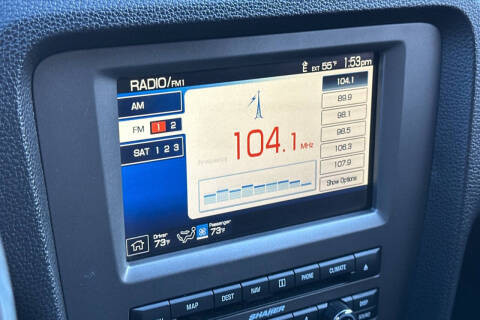 RADIO/FM1
E EXT 55°F 1:53pm
AM
FM 1 2
SAT 1 2 3
Frequency
104.1 MHz
104.1
89.9
98.1
98.5
106.3
107.9
Show Options
Driver
73°F
Passenger
73°F
MAP DEST NAV i PHONE CLIMATE
SHAKER
DISP